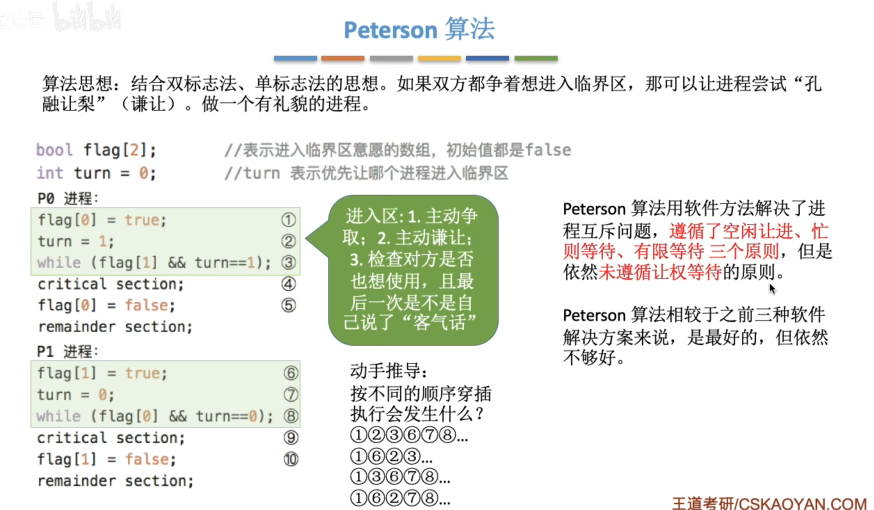 bilibili
Peterson 算法
算法思想：结合双标志法、单标志法的思想。如果双方都争着想进入临界区，那可以让进程尝试“孔
融让梨”（谦让）。做一个有礼貌的进程。
bool flag[2]; //表示进入临界区意愿的数组，初始值都是false
int turn = 0; //turn 表示优先让哪个进程进入临界区
P0 进程：
flag[0] = true; ①
turn = 1; ②
while (flag[1] && turn==1); ③
critical section; ④
flag[0] = false; ⑤
remainder section;
P1 进程：
flag[1] = true; ⑥
turn = 0; ⑦
while (flag[0] && turn==0); ⑧
critical section; ⑨
flag[1] = false; ⑩
remainder section;
进入区：1. 主动争
取；2. 主动谦让；
3. 检查对方是否
也想使用，且最
后一次是不是自
己说了“客气话”
动手推导：
按不同的顺序穿插
执行会发生什么？
①②③⑥⑦⑧...
①⑥②③...
①③⑥⑦⑧...
①⑥②⑦⑧...
Peterson 算法用软件方法解决了进
程互斥问题，遵循了空闲让进、忙
则等待、有限等待 三个原则，但是
依然未遵循让权等待的原则。
Peterson 算法相较于之前三种软件
解决方案来说，是最好的，但依然
不够好。
王道考研/CSKAOYAN.COM